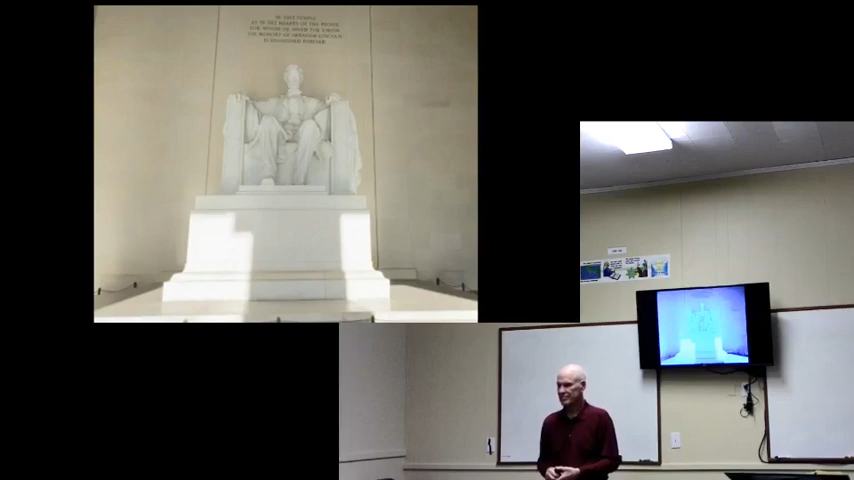 IN THIS TEMPLE
AS IN THE HEARTS OF THE PEOPLE
FOR WHOM HE SAVED THE UNION
THE MEMORY OF ABRAHAM LINCOLN
IS ENSHRINED FOREVER